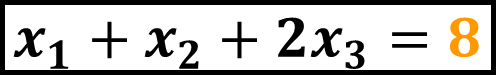 x₁ + x₂ + 2x₃ = 8